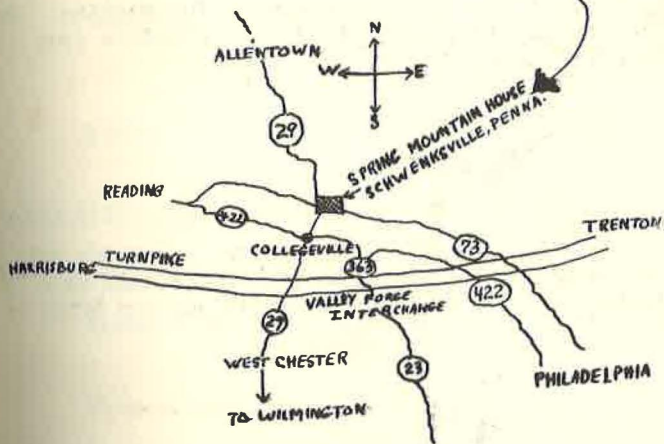 N
ALLENTOWN
W
E
S
29
SPRING MOUNTAIN HOUSE
SCHWENKSVILLE, PENNA.
READING
422
TRENTON
COLLEGEVILLE
73
TURNPIKE
363
HARRISBURG
422
VALLEY FORGE
INTERCHANGE
29
WEST CHESTER
23
PHILADELPHIA
TO WILMINGTON